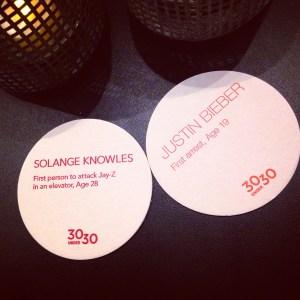 SOLANGE KNOWLES
First person to attack Jay-Z
in an elevator, Age 28
30 UNDER 30
JUSTIN BIEBER
First arrest, Age 19
30 UNDER 30